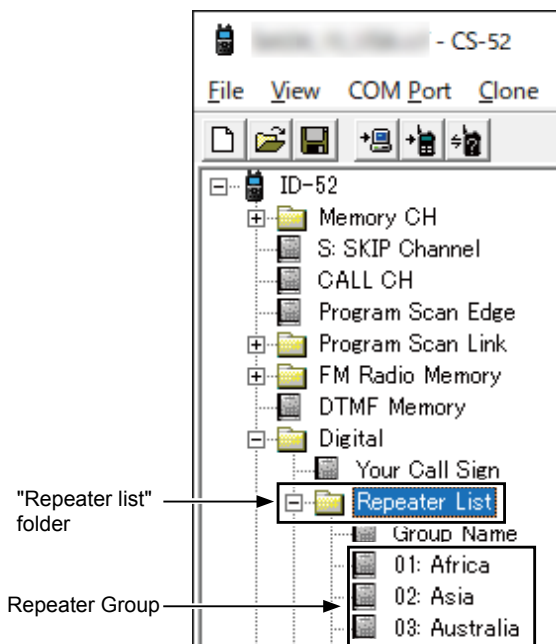 - CS-52
File View COM Port Clone
ID-52
Memory CH
S: SKIP Channel
CALL CH
Program Scan Edge
Program Scan Link
FM Radio Memory
DTMF Memory
Digital
Your Call Sign
"Repeater list"
folder
Repeater List
Group Name
01: Africa
02: Asia
Repeater Group
03: Australia